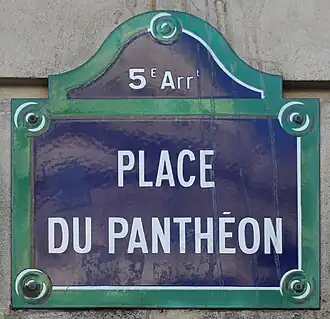 5E Arrt
PLACE
DU PANTHÉON